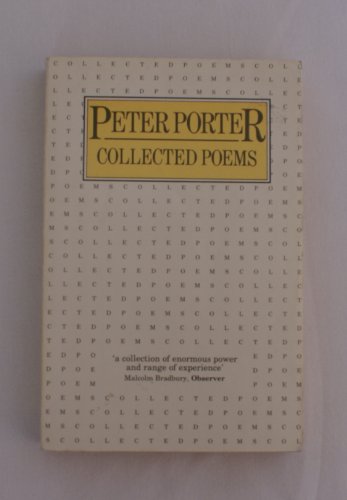 PETER PORTER
COLLECTED POEMS
'a collection of enormous power
and range of experience'
Malcolm Bradbury, Observer